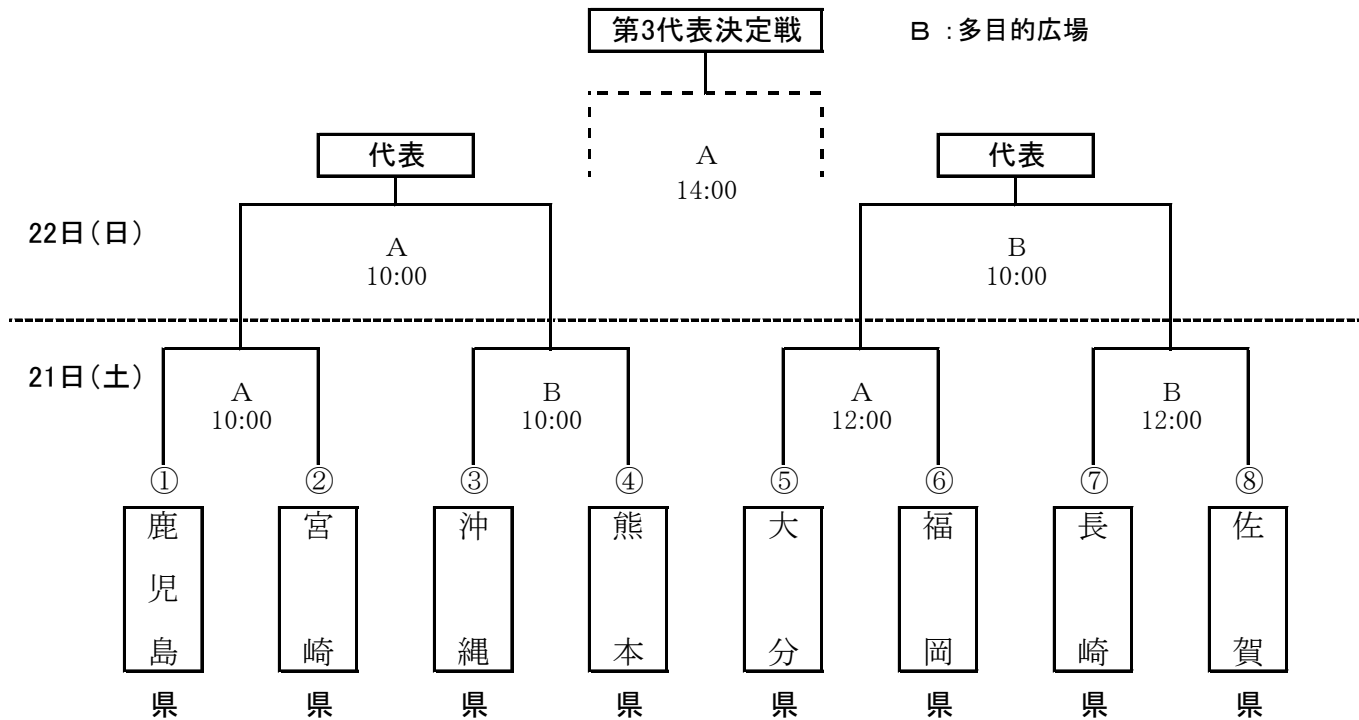 第3代表決定戦
B ：多目的広場
A
14:00
代表
代表
22日（日）
A
10:00
B
10:00
21日（土）
A
10:00
B
10:00
A
12:00
B
12:00
①
②
③
④
⑤
⑥
⑦
⑧
鹿児島
宮崎
沖縄
熊本
大分
福岡
長崎
佐賀
県
県
県
県
県
県
県
県